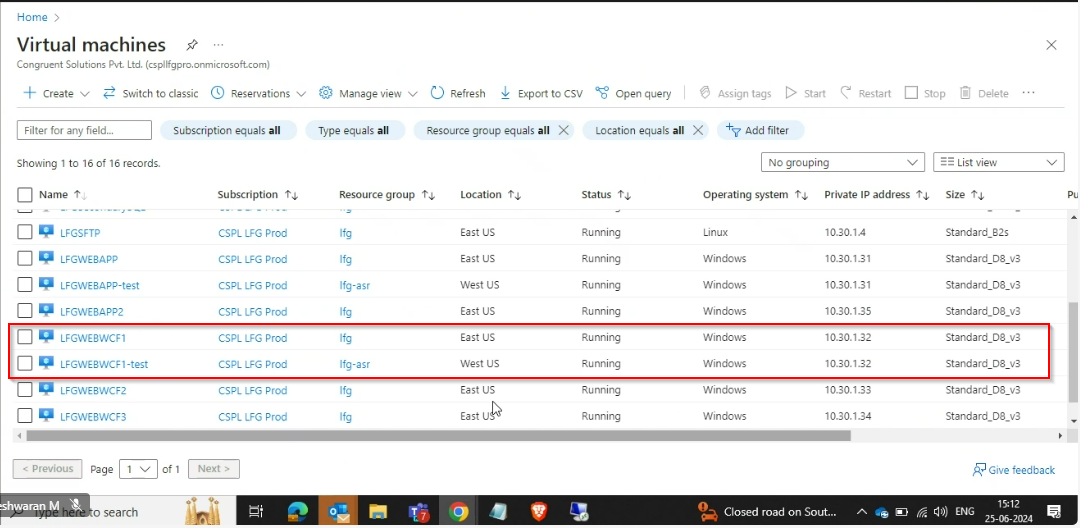 Home >
Virtual machines ...
Congruent Solutions Pvt. Ltd. (cspllfgpro.onmicrosoft.com)
Create Switch to classic Reservations Manage view Refresh Export to CSV Open query Assign tags Start Restart Stop Delete ...
Filter for any field... Subscription equals all Type equals all Resource group equals all Location equals all Add filter
Showing 1 to 16 of 16 records. No grouping List view
Name Subscription Resource group Location Status Operating system Private IP address Size Pu
LFGSFTP CSPL LFG Prod lfg East US Running Linux 10.30.1.4 Standard_B2s
LFGWEBAPP CSPL LFG Prod lfg East US Running Windows 10.30.1.31 Standard_D8_v3
LFGWEBAPP-test CSPL LFG Prod lfg-asr West US Running Windows 10.30.1.31 Standard_D8_v3
LFGWEBAPP2 CSPL LFG Prod lfg East US Running Windows 10.30.1.35 Standard_D8_v3
LFGWEBWCF1 CSPL LFG Prod lfg East US Running Windows 10.30.1.32 Standard_D8_v3
LFGWEBWCF1-test CSPL LFG Prod lfg-asr West US Running Windows 10.30.1.32 Standard_D8_v3
LFGWEBWCF2 CSPL LFG Prod lfg East US Running Windows 10.30.1.33 Standard_D8_v3
LFGWEBWCF3 CSPL LFG Prod lfg East US Running Windows 10.30.1.34 Standard_D8_v3
< Previous Page 1 of 1 Next > Give feedback
eshwaran M
Type here to search 7 Closed road on Sout... ENG 15:12
25-06-2024